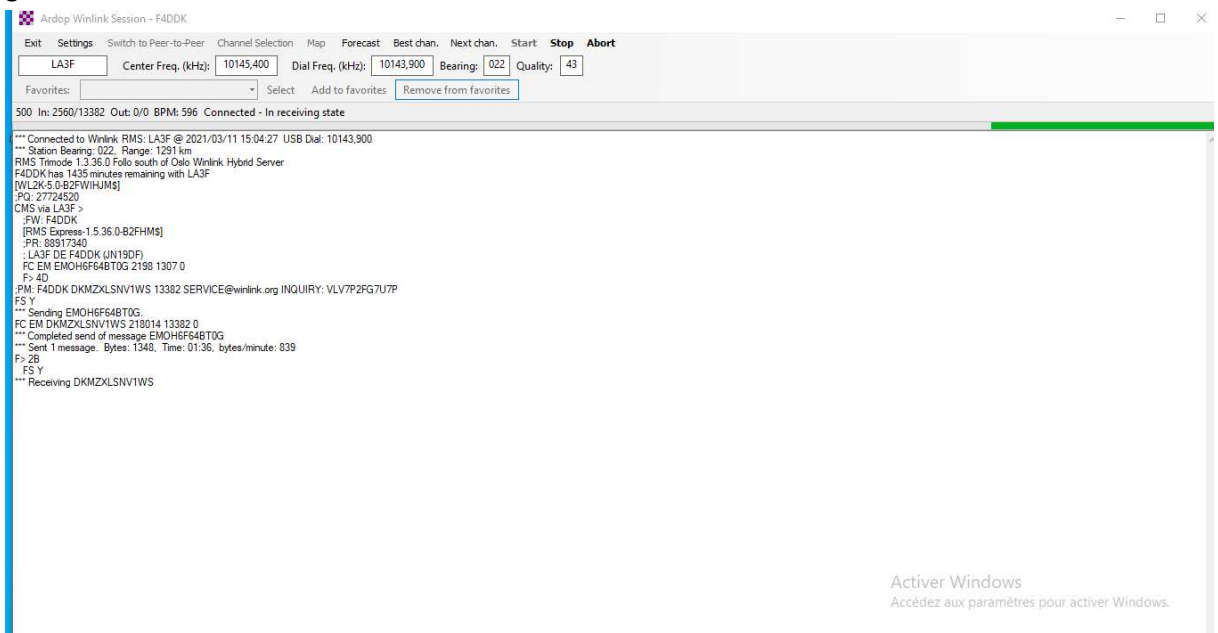 Ardop Winlink Session - F4DDK
Exit Settings Switch to Peer-to-Peer Channel Selection Map Forecast Best chan. Next chan. Start Stop Abort
LA3F Center Freq. (kHz): 10145,400 Dial Freq. (kHz): 10143,900 Bearing: 022 Quality: 43
Favorites: Select Add to favorites Remove from favorites
500 In: 2560/13382 Out: 0/0 BPM: 596 Connected - In receiving state
*** Connected to Winlink RMS: LA3F @ 2021/03/11 15:04:27 USB Dial: 10143,900
*** Station Bearing: 022, Range: 1291 km
RMS Trimode 1.3.36.0 Follo south of Oslo Winlink Hybrid Server
F4DDK has 1435 minutes remaining with LA3F
[WL2K-5.0-B2FWIHJM$]
;PQ: 27724520
CMS via LA3F >
;FW: F4DDK
[RMS Express-1.5.36.0-B2FHM$]
;PR: 88917340
; LA3F DE F4DDK (JN19DF)
FC EM EMOH6F64BT0G 2198 1307 0
F> 4D
;PM: F4DDK DKMZXLSNV1WS 13382 SERVICE@winlink.org INQUIRY: VLV7P2FG7U7P
FS Y
*** Sending EMOH6F64BT0G.
FC EM DKMZXLSNV1WS 218014 13382 0
*** Completed send of message EMOH6F64BT0G
*** Sent 1 message. Bytes: 1348, Time: 01:36, bytes/minute: 839
F> 2B
FS Y
*** Receiving DKMZXLSNV1WS
Activer Windows
Accédez aux paramètres pour activer Windows.